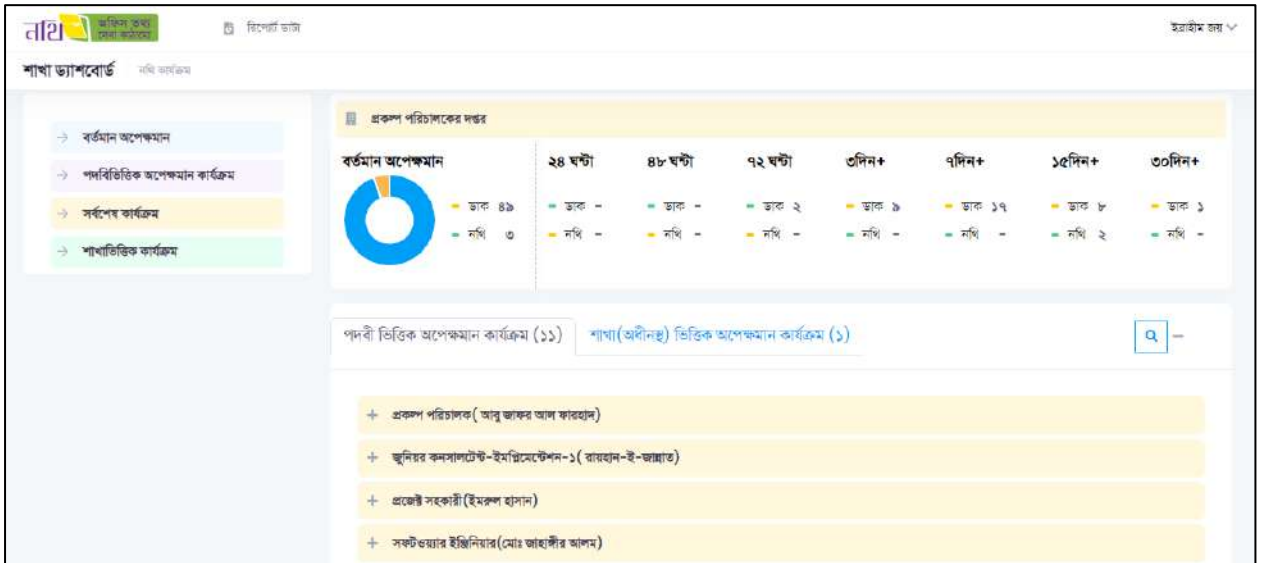 নথি অফিস তথ্য সেবা কাঠামো রিপোর্ট ডাটা ইব্রাহীম জয়
শাখা ড্যাশবোর্ড নথি কার্যক্রম
বর্তমান অপেক্ষমান
পদবিভিত্তিক অপেক্ষমান কার্যক্রম
সর্বশেষ কার্যক্রম
শাখাভিত্তিক কার্যক্রম
প্রকল্প পরিচালকের দপ্তর
বর্তমান অপেক্ষমান ২৪ ঘন্টা ৪৮ ঘন্টা ৭২ ঘন্টা ৩দিন+ ৭দিন+ ১৫দিন+ ৩০দিন+
ডাক ৪৯ ডাক - ডাক - ডাক ২ ডাক ৯ ডাক ১৭ ডাক ৮ ডাক ১
নথি ৩ নথি - নথি - নথি - নথি - নথি - নথি ২ নথি -
পদবী ভিত্তিক অপেক্ষমান কার্যক্রম (১১) শাখা(অধীনস্থ) ভিত্তিক অপেক্ষমান কার্যক্রম (১)
প্রকল্প পরিচালক( আবু জাফর আল ফারহাদ)
জুনিয়র কনসালটেন্ট-ইমপ্লিমেন্টেশন-১( রায়হান-ই-জান্নাত)
প্রজেক্ট সহকারী(ইমরুল হাসান)
সফটওয়্যার ইঞ্জিনিয়ার(মোঃ জাহাঙ্গীর আলম)